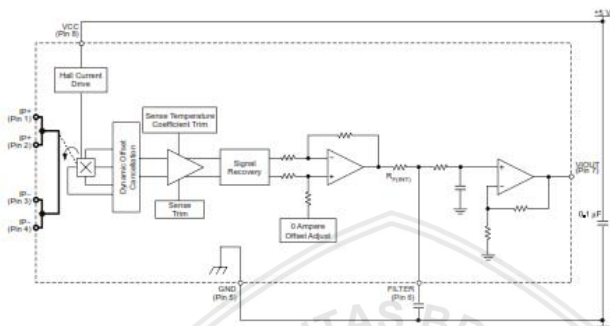 +5 V
VCC
(Pin 8)
Hall Current
Drive
IP+
(Pin 1)
IP+
(Pin 2)
IP−
(Pin 3)
IP−
(Pin 4)
Dynamic Offset
Cancellation
Sense Temperature
Coefficient Trim
Sense
Trim
Signal
Recovery
0 Ampere
Offset Adjust
RF(INT)
VIOUT
(Pin 7)
0.1 µF
GND
(Pin 5)
FILTER
(Pin 6)